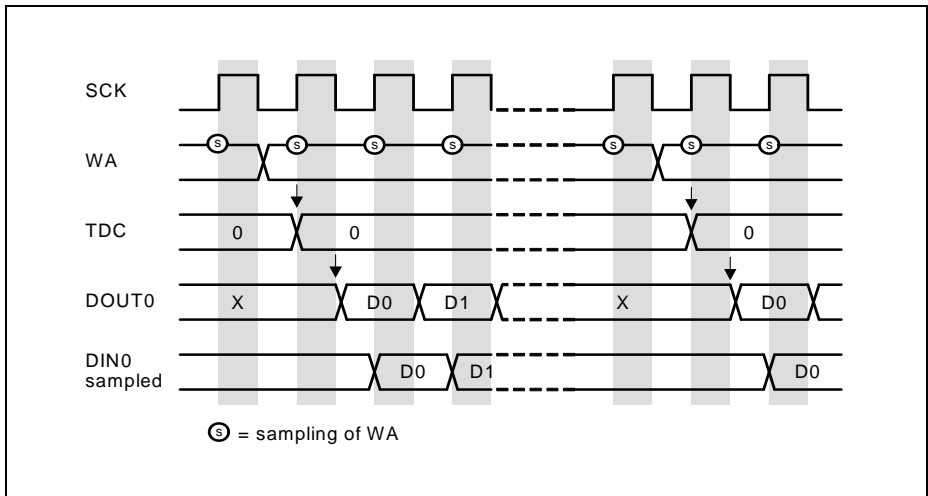 SCK
S S S S S S S
WA
TDC 0 0 0
DOUT0 X D0 D1 X D0
DIN0 D0 D1 D0
sampled
S = sampling of WA